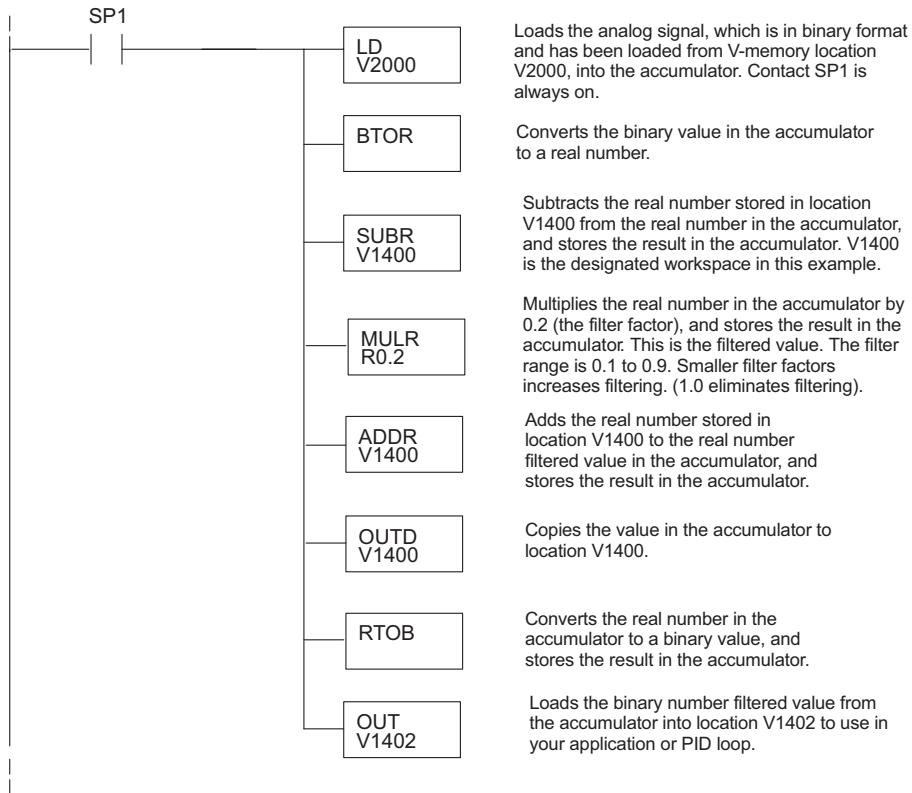 SP1
LD
V2000
Loads the analog signal, which is in binary format
and has been loaded from V-memory location
V2000, into the accumulator. Contact SP1 is
always on.
BTOR
Converts the binary value in the accumulator
to a real number.
SUBR
V1400
Subtracts the real number stored in location
V1400 from the real number in the accumulator,
and stores the result in the accumulator. V1400
is the designated workspace in this example.
MULR
R0.2
Multiplies the real number in the accumulator by
0.2 (the filter factor), and stores the result in the
accumulator. This is the filtered value. The filter
range is 0.1 to 0.9. Smaller filter factors
increases filtering. (1.0 eliminates filtering).
ADDR
V1400
Adds the real number stored in
location V1400 to the real number
filtered value in the accumulator, and
stores the result in the accumulator.
OUTD
V1400
Copies the value in the accumulator to
location V1400.
RTOB
Converts the real number in the
accumulator to a binary value, and
stores the result in the accumulator.
OUT
V1402
Loads the binary number filtered value from
the accumulator into location V1402 to use in
your application or PID loop.